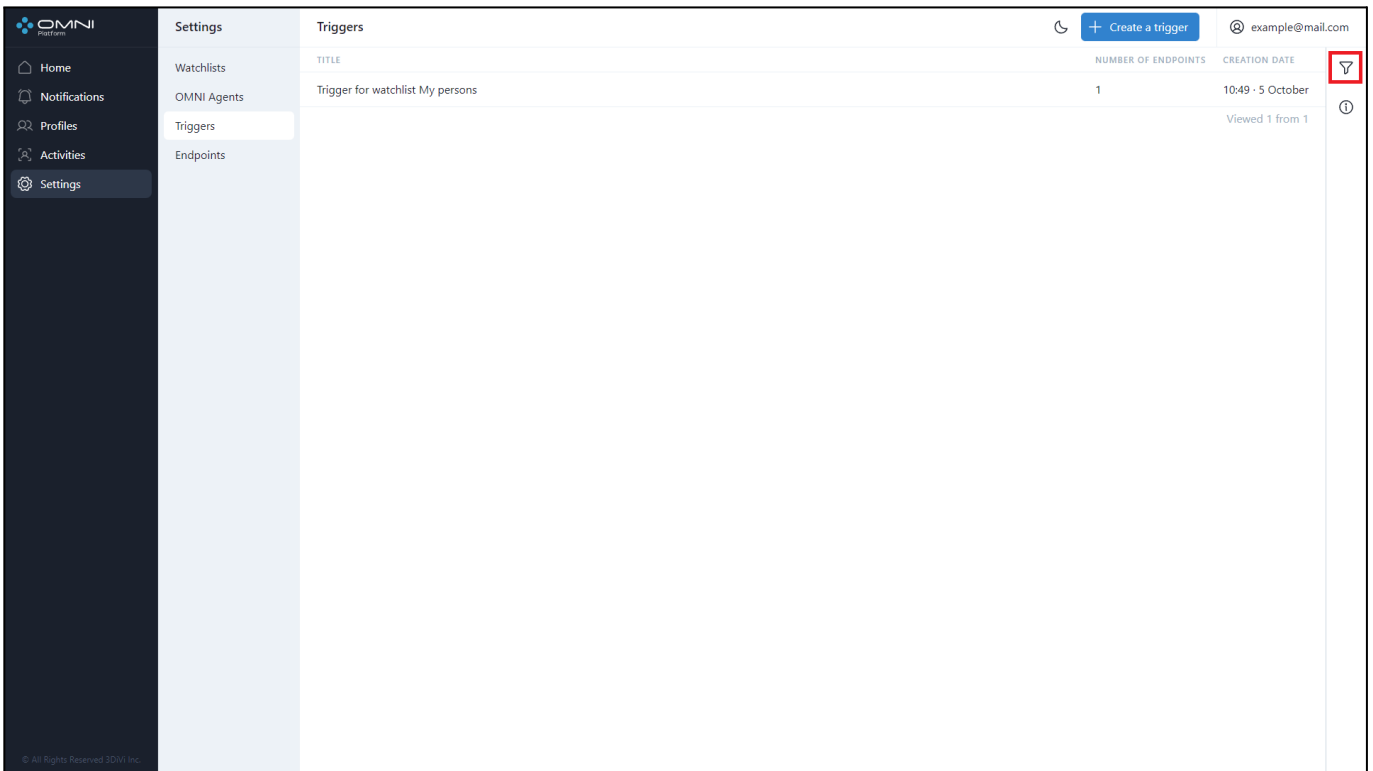 OMNI
Platform
Home
Notifications
Profiles
Activities
Settings
© All Rights Reserved 3DiVi Inc.
Settings
Watchlists
OMNI Agents
Triggers
Endpoints
Triggers
Create a trigger
example@mail.com
TITLE NUMBER OF ENDPOINTS CREATION DATE
Trigger for watchlist My persons 1 10:49 · 5 October
Viewed 1 from 1